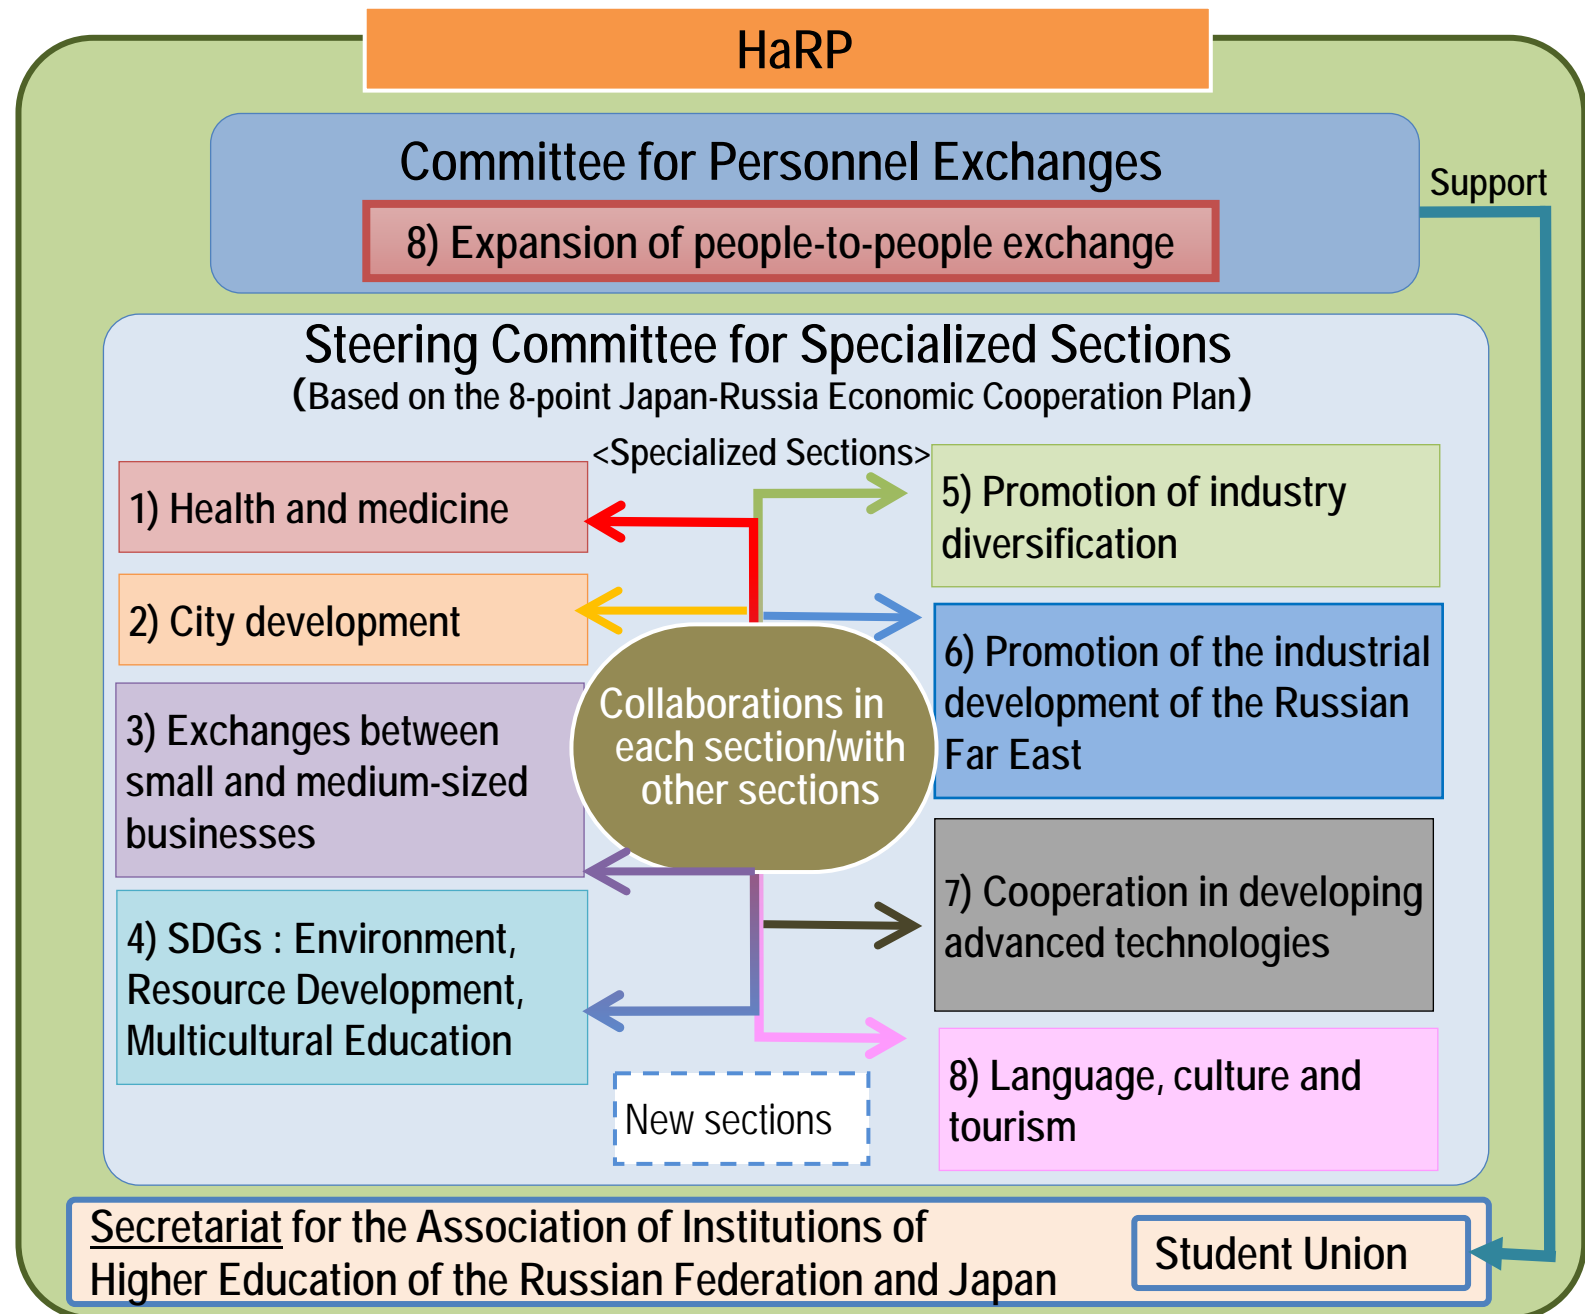 HaRP
Committee for Personnel Exchanges
8) Expansion of people-to-people exchange
Support
Steering Committee for Specialized Sections
(Based on the 8-point Japan-Russia Economic Cooperation Plan)
<Specialized Sections>
1) Health and medicine
2) City development
3) Exchanges between
small and medium-sized
businesses
4) SDGs : Environment,
Resource Development,
Multicultural Education
Collaborations in
each section/with
other sections
5) Promotion of industry
diversification
6) Promotion of the industrial
development of the Russian
Far East
7) Cooperation in developing
advanced technologies
8) Language, culture and
tourism
New sections
Secretariat for the Association of Institutions of
Higher Education of the Russian Federation and Japan
Student Union